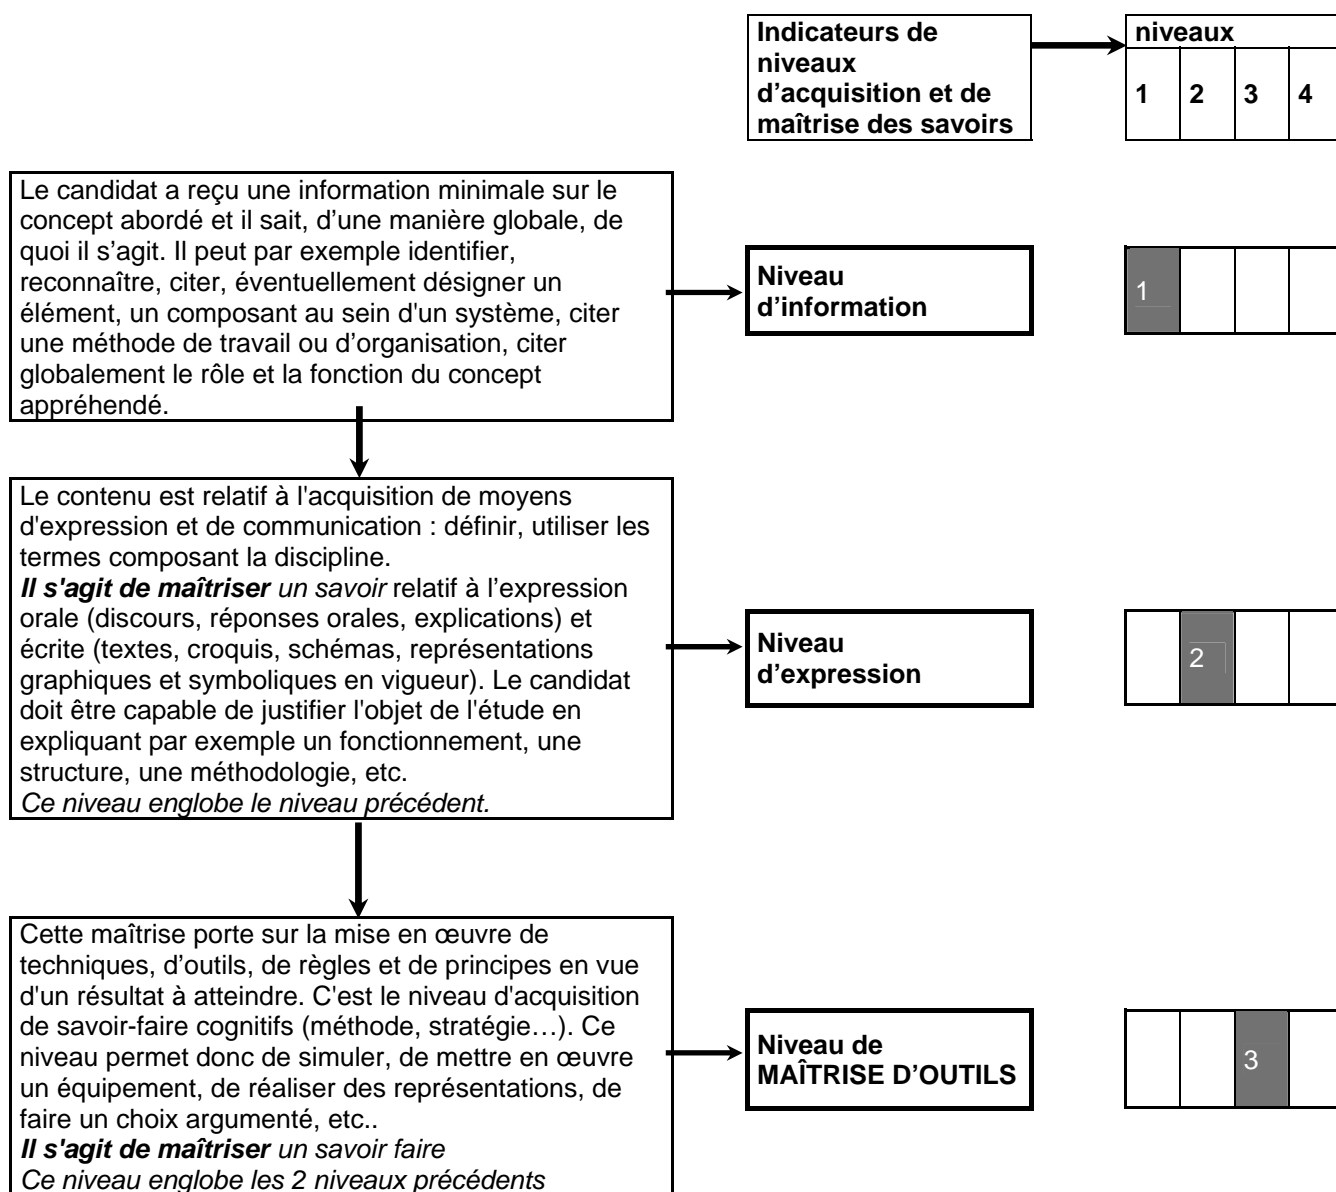 Indicateurs de
niveaux
d’acquisition et de
maîtrise des savoirs
niveaux
1 2 3 4
Le candidat a reçu une information minimale sur le
concept abordé et il sait, d’une manière globale, de
quoi il s’agit. Il peut par exemple identifier,
reconnaître, citer, éventuellement désigner un
élément, un composant au sein d'un système, citer
une méthode de travail ou d’organisation, citer
globalement le rôle et la fonction du concept
appréhendé.
Niveau
d’information
1
Le contenu est relatif à l'acquisition de moyens
d'expression et de communication : définir, utiliser les
termes composant la discipline.
Il s'agit de maîtriser un savoir relatif à l’expression
orale (discours, réponses orales, explications) et
écrite (textes, croquis, schémas, représentations
graphiques et symboliques en vigueur). Le candidat
doit être capable de justifier l'objet de l'étude en
expliquant par exemple un fonctionnement, une
structure, une méthodologie, etc.
Ce niveau englobe le niveau précédent.
Niveau
d’expression
2
Cette maîtrise porte sur la mise en œuvre de
techniques, d’outils, de règles et de principes en vue
d'un résultat à atteindre. C'est le niveau d'acquisition
de savoir-faire cognitifs (méthode, stratégie…). Ce
niveau permet donc de simuler, de mettre en œuvre
un équipement, de réaliser des représentations, de
faire un choix argumenté, etc..
Il s'agit de maîtriser un savoir faire
Ce niveau englobe les 2 niveaux précédents
Niveau de
MAÎTRISE D’OUTILS
3